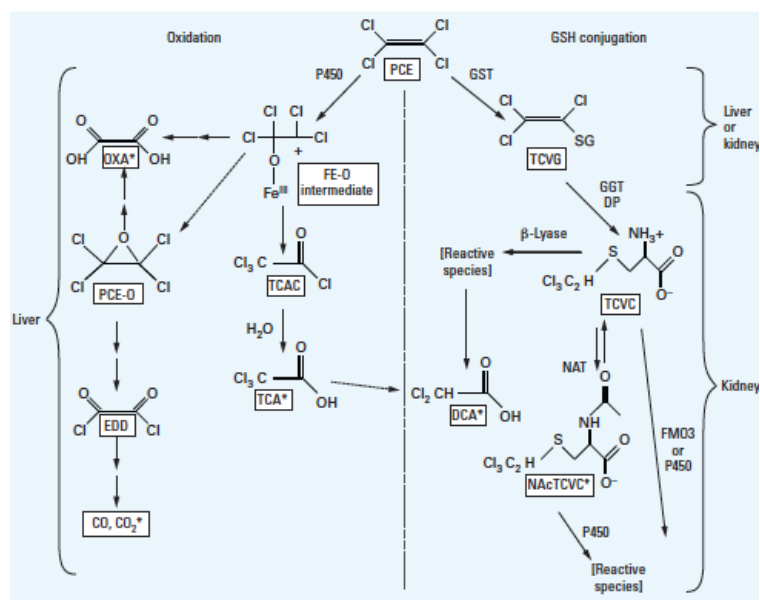 Oxidation
GSH conjugation
Cl Cl
Cl Cl
PCE
P450
GST
Cl Cl
Cl Cl
+
O
Fe^III
FE-O
intermediate
O O
OH OH
OXA*
Cl Cl
Cl
SG
TCVG
Liver
or
kidney
GGT
DP
O
Cl Cl
Cl Cl
PCE-O
O
Cl3 C
Cl
TCAC
β-Lyase
[Reactive
species]
NH3+
S
O
Cl3 C2 H
O–
TCVC
Liver
H2O
O
Cl3 C
OH
TCA*
O
Cl2 CH
OH
DCA*
NAT
O
NH
S
O
Cl3 C2 H
O–
NAcTCVC*
FMO3
or
P450
Kidney
O O
Cl Cl
EDD
CO, CO2*
P450
[Reactive
species]